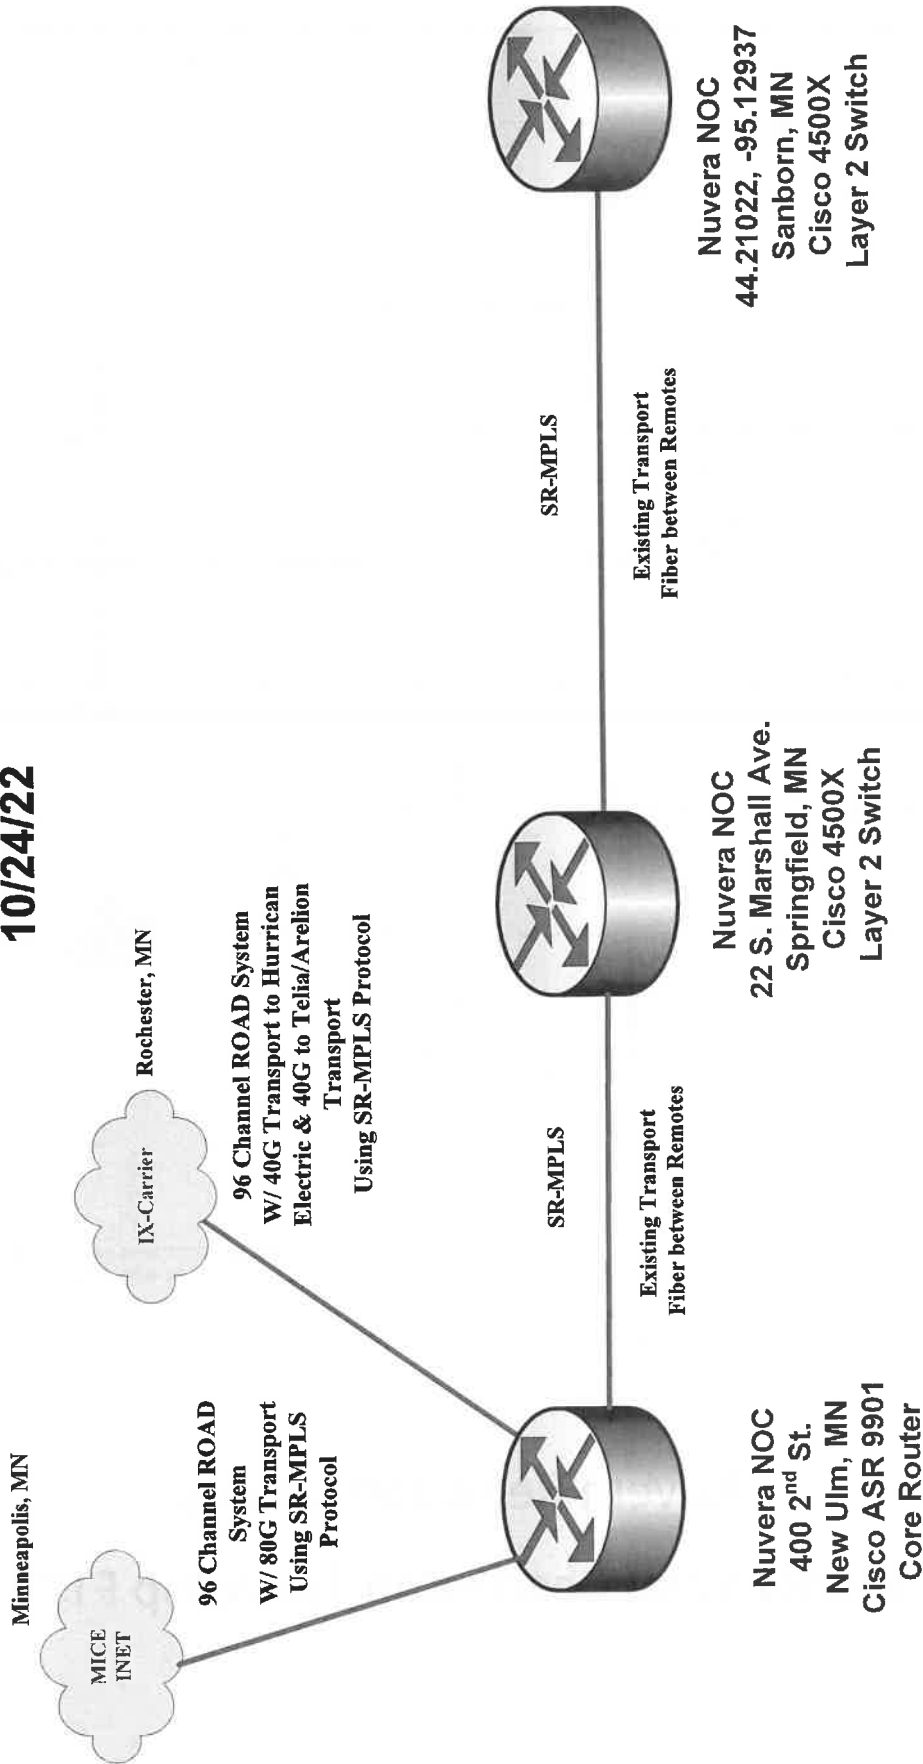 10/24/22
Minneapolis, MN
MICE
INET
96 Channel ROAD
System
W/ 80G Transport
Using SR-MPLS
Protocol
IX-Carrier
Rochester, MN
96 Channel ROAD System
W/ 40G Transport to Hurrican
Electric & 40G to Telia/Arelion
Transport
Using SR-MPLS Protocol
SR-MPLS
Existing Transport
Fiber between Remotes
SR-MPLS
Existing Transport
Fiber between Remotes
Nuvera NOC
400 2nd St.
New Ulm, MN
Cisco ASR 9901
Core Router
Nuvera NOC
22 S. Marshall Ave.
Springfield, MN
Cisco 4500X
Layer 2 Switch
Nuvera NOC
44.21022, -95.12937
Sanborn, MN
Cisco 4500X
Layer 2 Switch